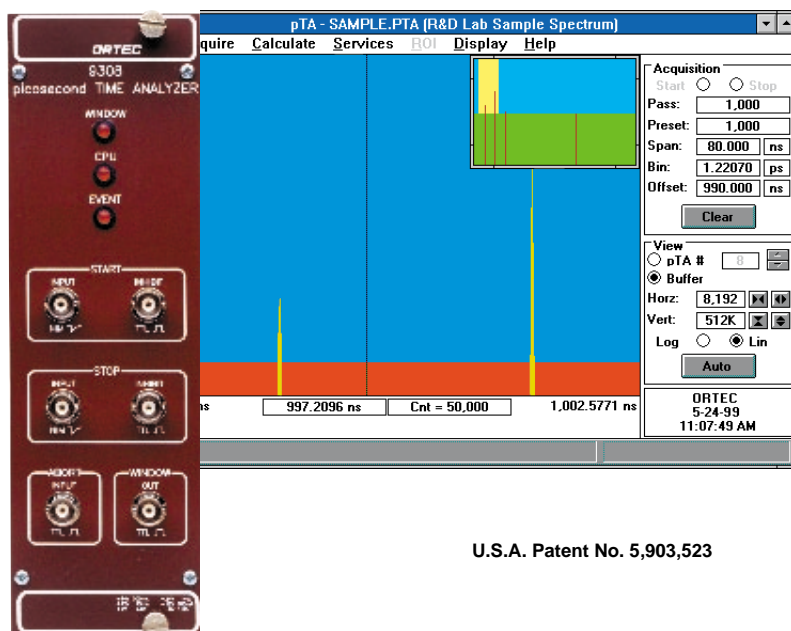 ORTEC
9308
picosecond TIME ANALYZER
WINDOW
CPU
EVENT
START
INPUT
INHIBIT
STOP
INPUT
INHIBIT
ABORT
INPUT
WINDOW
OUT
pTA - SAMPLE.PTA (R&D Lab Sample Spectrum)
quire Calculate Services ROI Display Help
Acquisition
Start Stop
Pass: 1,000
Preset: 1,000
Span: 80.000 ns
Bin: 1.22070 ps
Offset: 990.000 ns
Clear
View
pTA # 8
Buffer
Horz: 8,192
Vert: 512K
Log Lin
Auto
ns 997.2096 ns Cnt = 50,000 1,002.5771 ns
ORTEC
5-24-99
11:07:49 AM
U.S.A. Patent No. 5,903,523